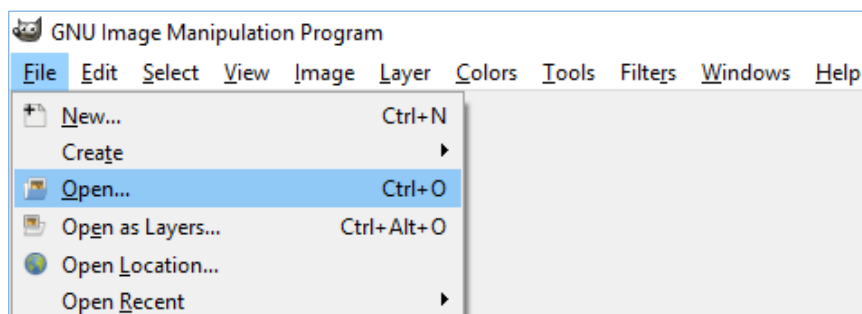 GNU Image Manipulation Program
File Edit Select View Image Layer Colors Tools Filters Windows Help
New... Ctrl+N
Create
Open... Ctrl+O
Open as Layers... Ctrl+Alt+O
Open Location...
Open Recent